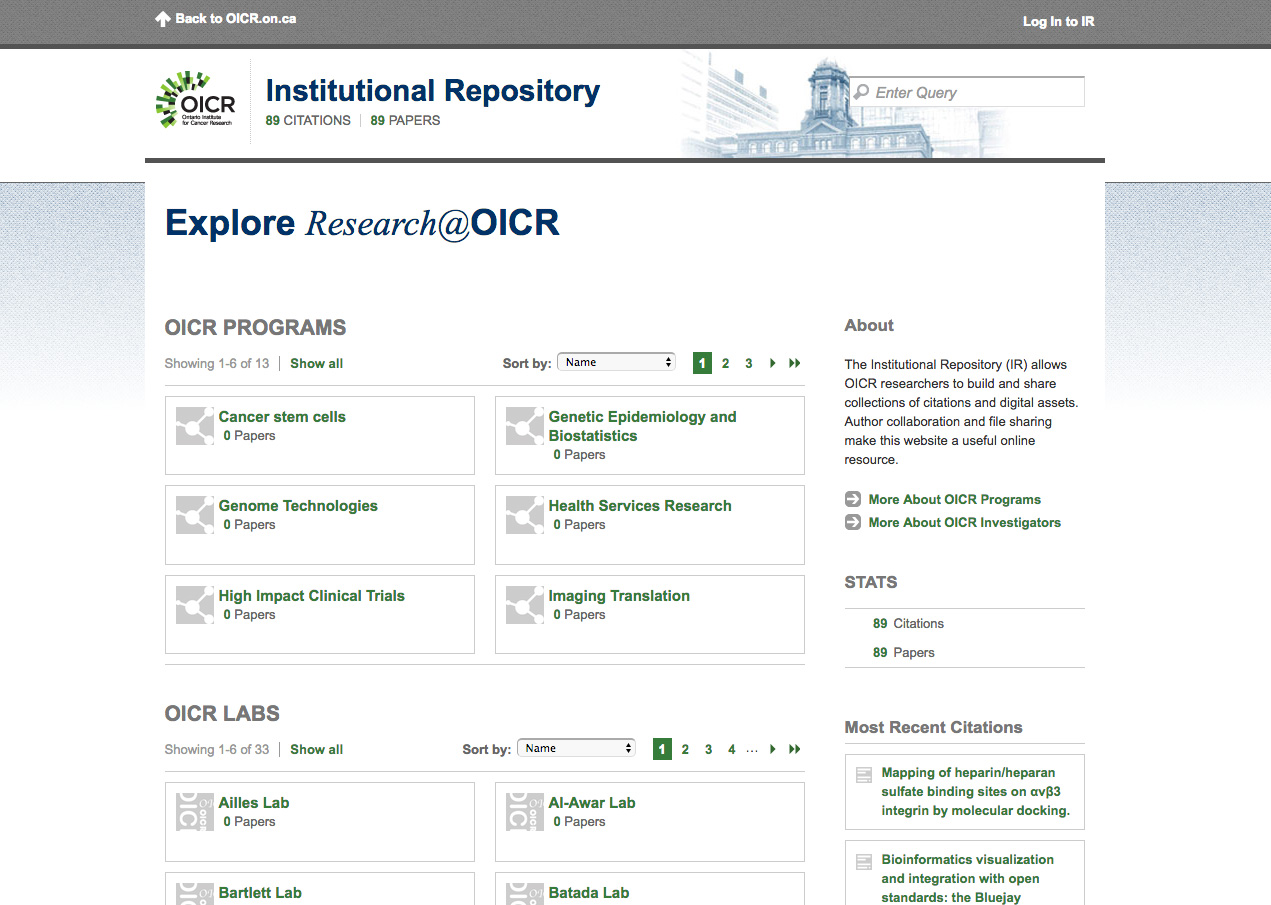 Back to OICR.on.ca
Log In to IR
OICR
Ontario Institute
for Cancer Research
Institutional Repository
89 CITATIONS | 89 PAPERS
Enter Query
Explore Research@OICR
OICR PROGRAMS
Showing 1-6 of 13 | Show all
Sort by: Name 1 2 3
Cancer stem cells
0 Papers
Genetic Epidemiology and
Biostatistics
0 Papers
Genome Technologies
0 Papers
Health Services Research
0 Papers
High Impact Clinical Trials
0 Papers
Imaging Translation
0 Papers
OICR LABS
Showing 1-6 of 33 | Show all
Sort by: Name 1 2 3 4 ...
Ailles Lab
0 Papers
Al-Awar Lab
0 Papers
Bartlett Lab
Batada Lab
About
The Institutional Repository (IR) allows
OICR researchers to build and share
collections of citations and digital assets.
Author collaboration and file sharing
make this website a useful online
resource.
More About OICR Programs
More About OICR Investigators
STATS
89 Citations
89 Papers
Most Recent Citations
Mapping of heparin/heparan
sulfate binding sites on αvβ3
integrin by molecular docking.
Bioinformatics visualization
and integration with open
standards: the Bluejay